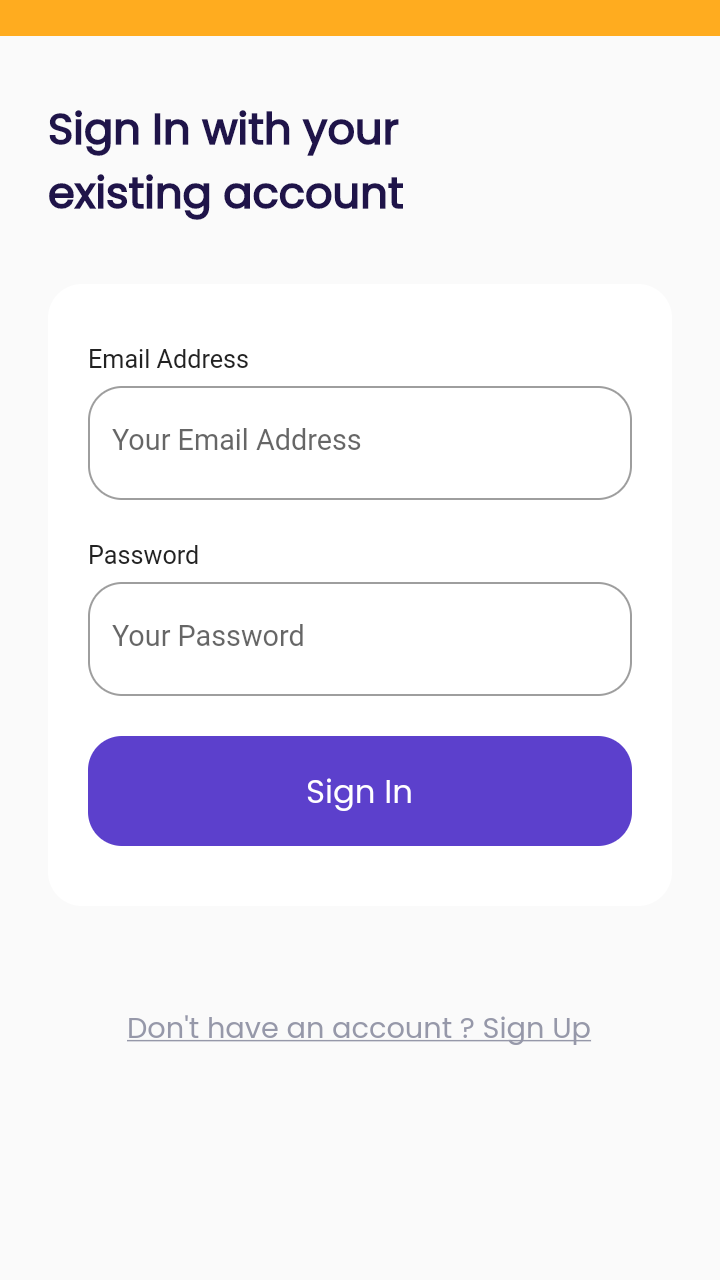 Sign In with your
existing account
Email Address
Your Email Address
Password
Your Password
Sign In
Don't have an account ? Sign Up